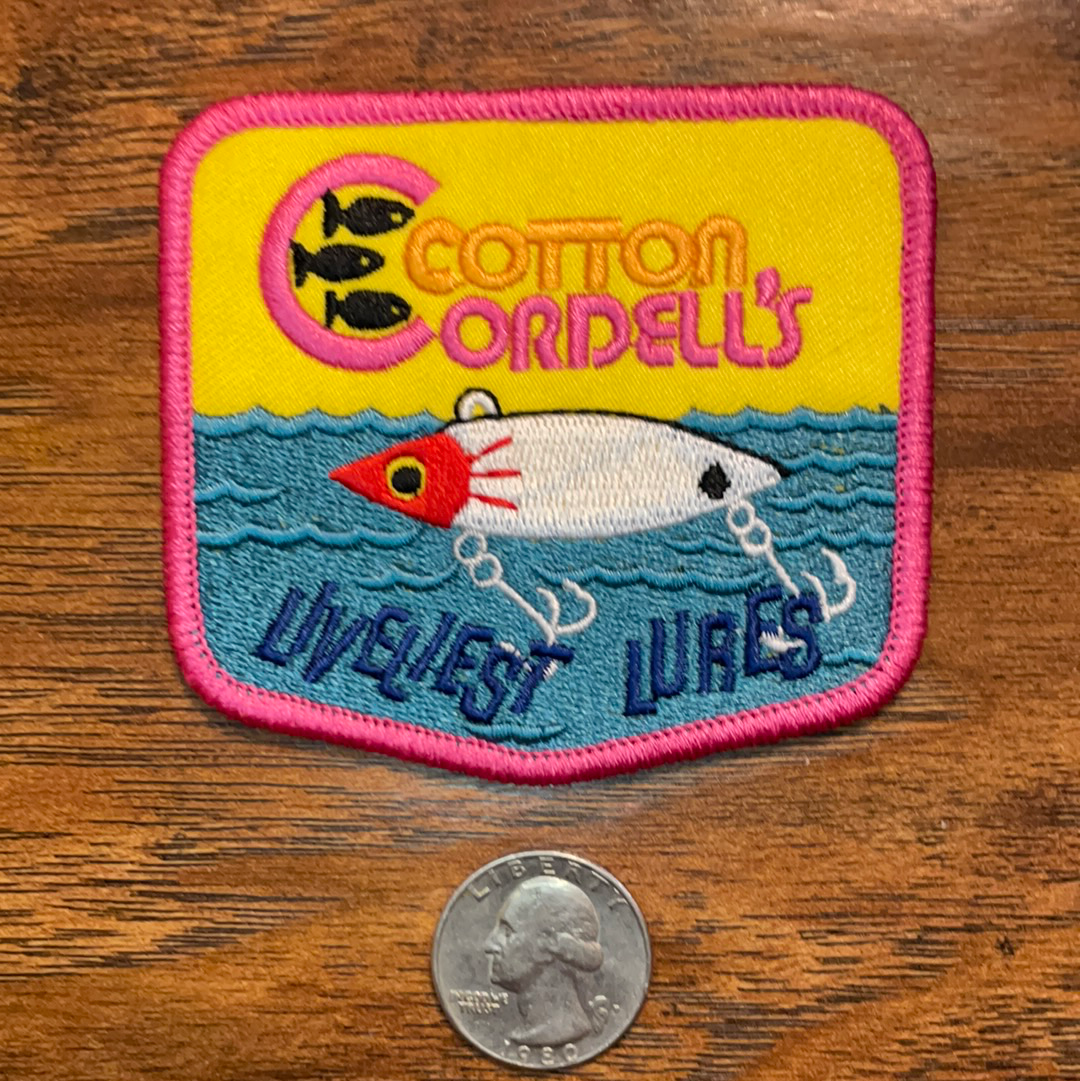 COTTON
CORDELL'S
LIVELIEST LURES
LIBERTY
IN GOD WE
TRUST
1980